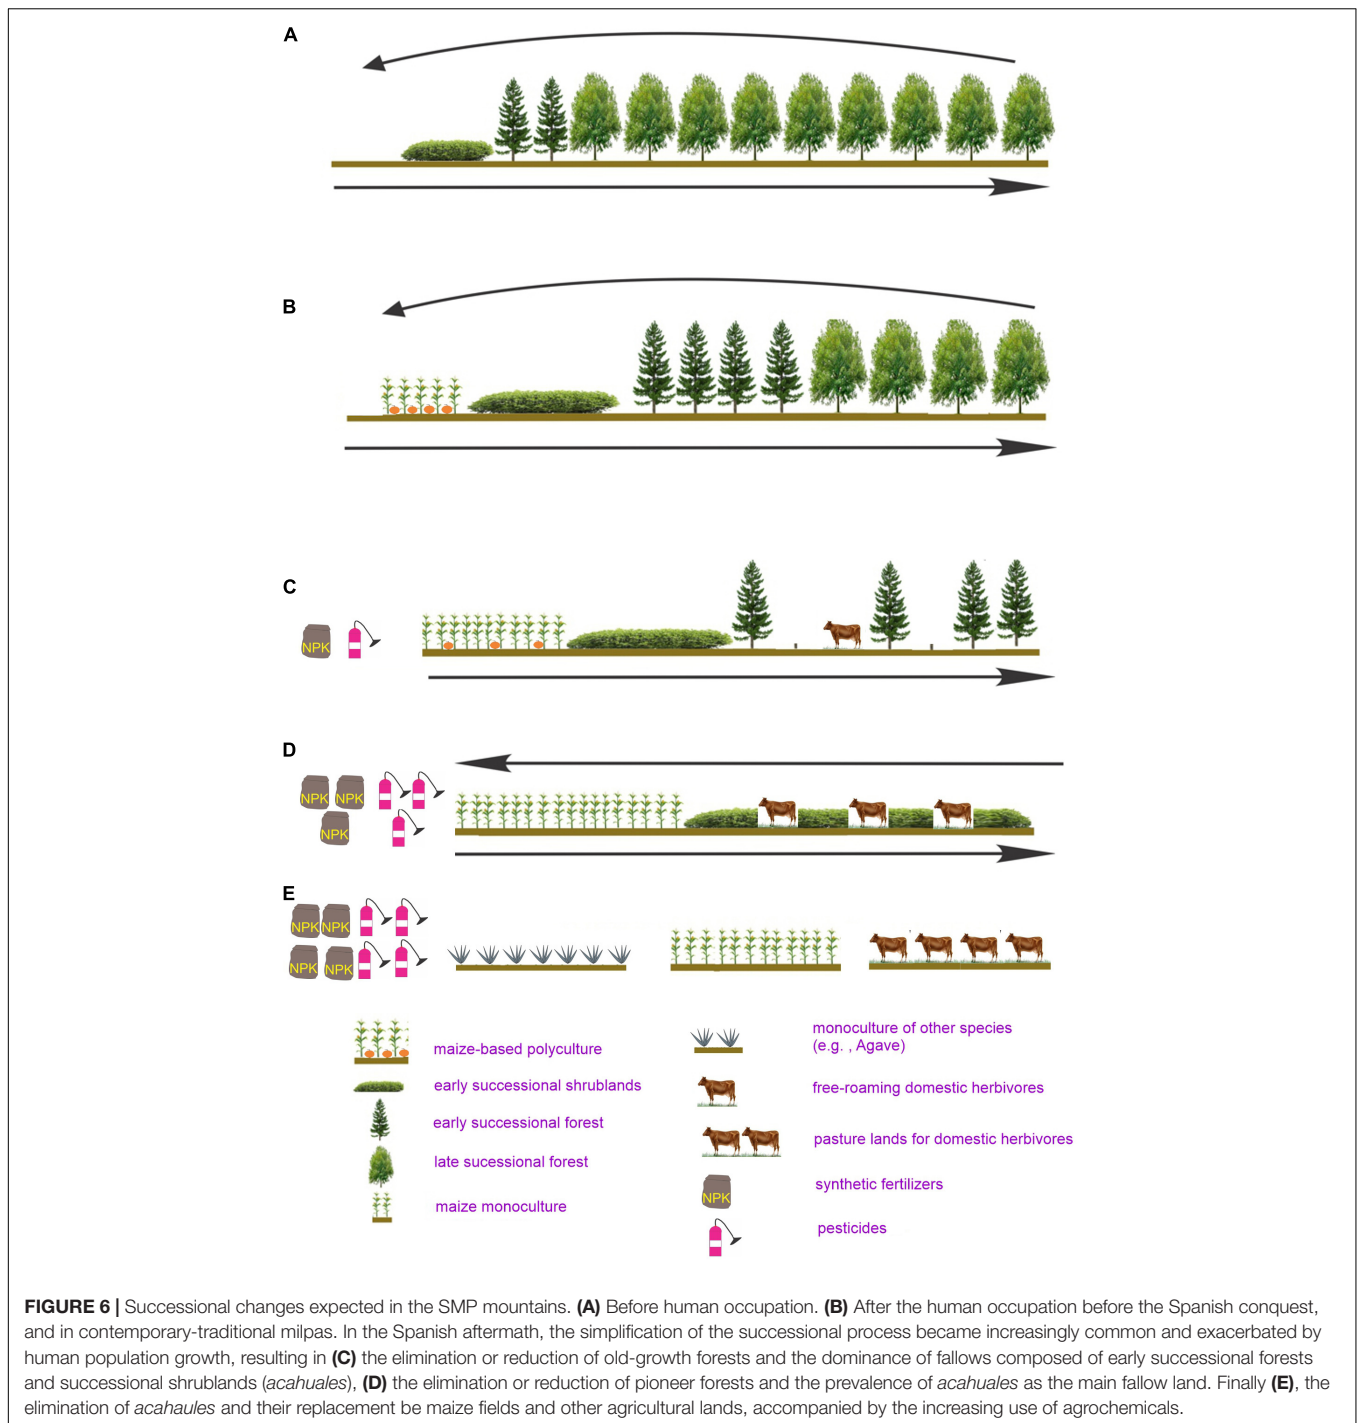 A
B
C
NPK
D
NPK NPK
NPK
E
NPK NPK
NPK NPK
maize-based polyculture
early successional shrublands
early successional forest
late sucessional forest
maize monoculture
monoculture of other species
(e.g. , Agave)
free-roaming domestic herbivores
pasture lands for domestic herbivores
NPK
synthetic fertilizers
pesticides
FIGURE 6 | Successional changes expected in the SMP mountains. (A) Before human occupation. (B) After the human occupation before the Spanish conquest,
and in contemporary-traditional milpas. In the Spanish aftermath, the simplification of the successional process became increasingly common and exacerbated by
human population growth, resulting in (C) the elimination or reduction of old-growth forests and the dominance of fallows composed of early successional forests
and successional shrublands (acahuales), (D) the elimination or reduction of pioneer forests and the prevalence of acahuales as the main fallow land. Finally (E), the
elimination of acahaules and their replacement be maize fields and other agricultural lands, accompanied by the increasing use of agrochemicals.